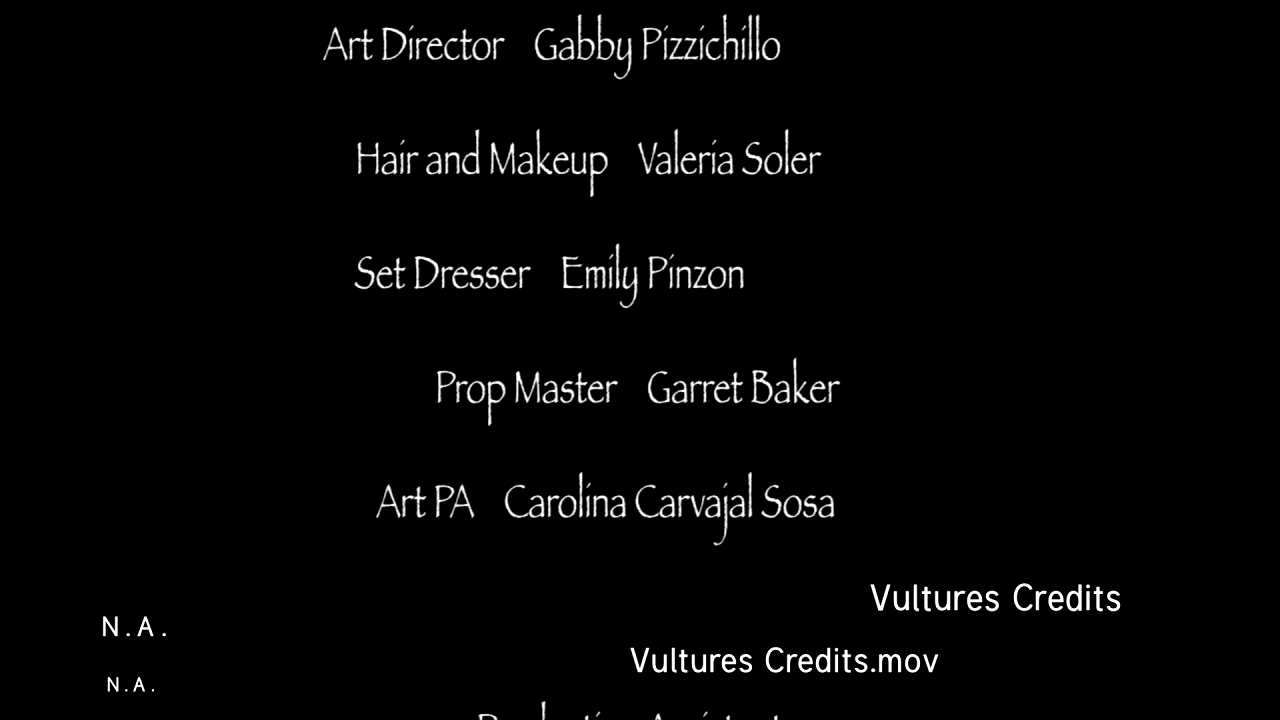 Art Director Gabby Pizzichillo
Hair and Makeup Valeria Soler
Set Dresser Emily Pinzon
Prop Master Garret Baker
Art PA Carolina Carvajal Sosa
Vultures Credits
N.A.
Vultures Credits.mov
N.A.